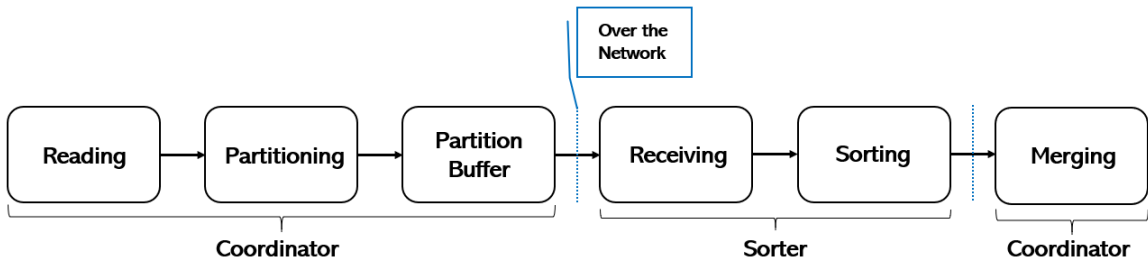 Over the
Network
Reading
Partitioning
Partition
Buffer
Receiving
Sorting
Merging
Coordinator
Sorter
Coordinator